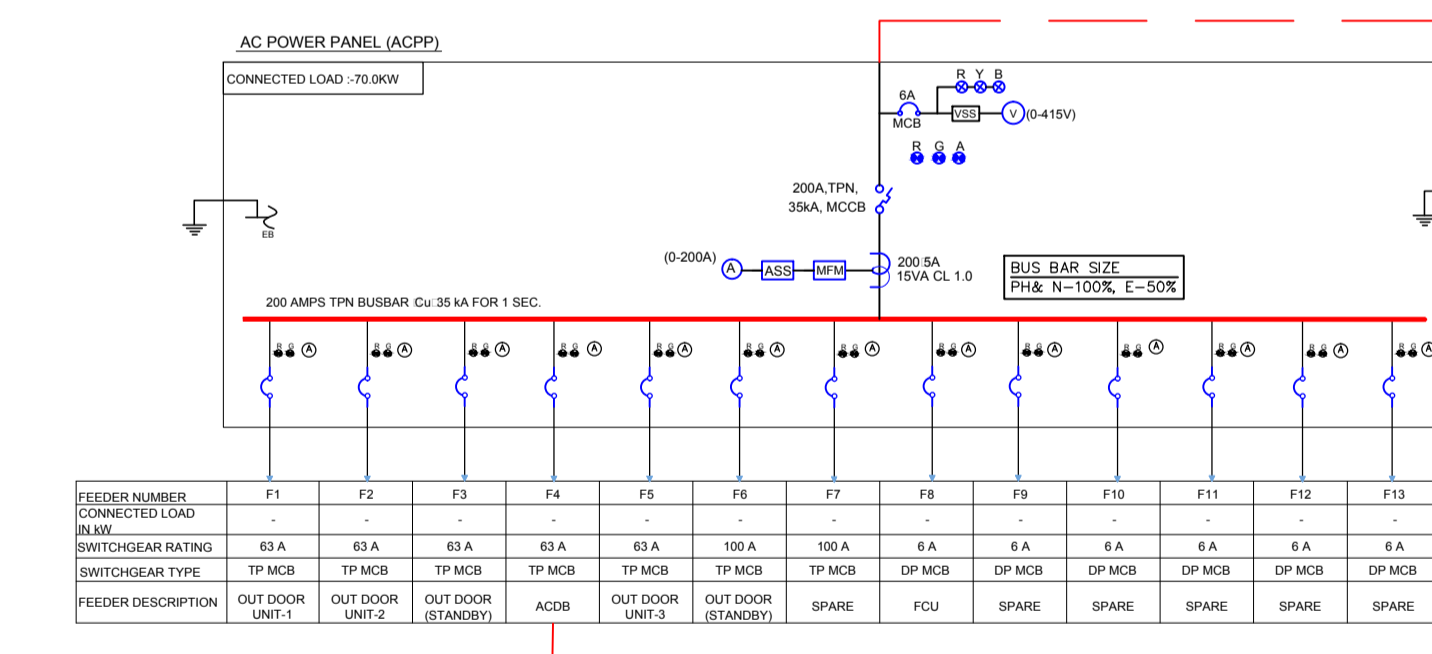 AC POWER PANEL (ACPP)
CONNECTED LOAD :-70.0KW
R Y B
6A
MCB
VSS
V
(0-415V)
R G A
200A,TPN,
35kA, MCCB
EB
(0-200A)
A
ASS
MFM
200 5A
15VA CL 1.0
BUS BAR SIZE
PH& N-100%, E-50%
200 AMPS TPN BUSBAR Cu 35 kA FOR 1 SEC.
R G A R G A R G A R G A R G A R G A R G A R G A R G A R G A R G A R G A R G A
FEEDER NUMBER F1 F2 F3 F4 F5 F6 F7 F8 F9 F10 F11 F12 F13
CONNECTED LOAD
IN kW - - - - - - - - - - - - -
SWITCHGEAR RATING 63 A 63 A 63 A 63 A 63 A 100 A 100 A 6 A 6 A 6 A 6 A 6 A 6 A
SWITCHGEAR TYPE TP MCB TP MCB TP MCB TP MCB TP MCB TP MCB TP MCB DP MCB DP MCB DP MCB DP MCB DP MCB DP MCB
FEEDER DESCRIPTION OUT DOOR OUT DOOR OUT DOOR ACDB OUT DOOR OUT DOOR SPARE FCU SPARE SPARE SPARE SPARE SPARE
UNIT-1 UNIT-2 (STANDBY) UNIT-3 (STANDBY)